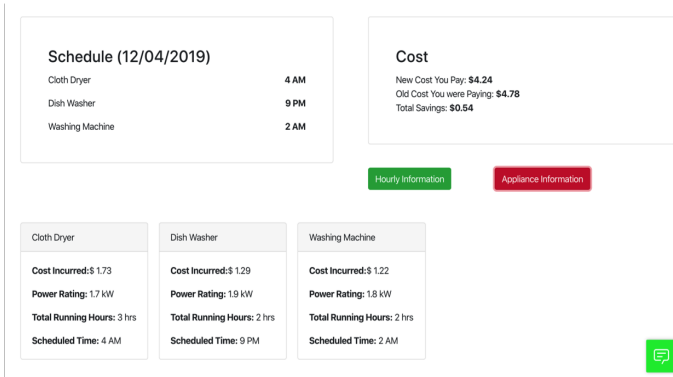 Schedule (12/04/2019)
Cloth Dryer 4 AM
Dish Washer 9 PM
Washing Machine 2 AM
Cost
New Cost You Pay: $4.24
Old Cost You were Paying: $4.78
Total Savings: $0.54
Hourly Information
Appliance Information
Cloth Dryer
Cost Incurred:$ 1.73
Power Rating: 1.7 kW
Total Running Hours: 3 hrs
Scheduled Time: 4 AM
Dish Washer
Cost Incurred:$ 1.29
Power Rating: 1.9 kW
Total Running Hours: 2 hrs
Scheduled Time: 9 PM
Washing Machine
Cost Incurred:$ 1.22
Power Rating: 1.8 kW
Total Running Hours: 2 hrs
Scheduled Time: 2 AM